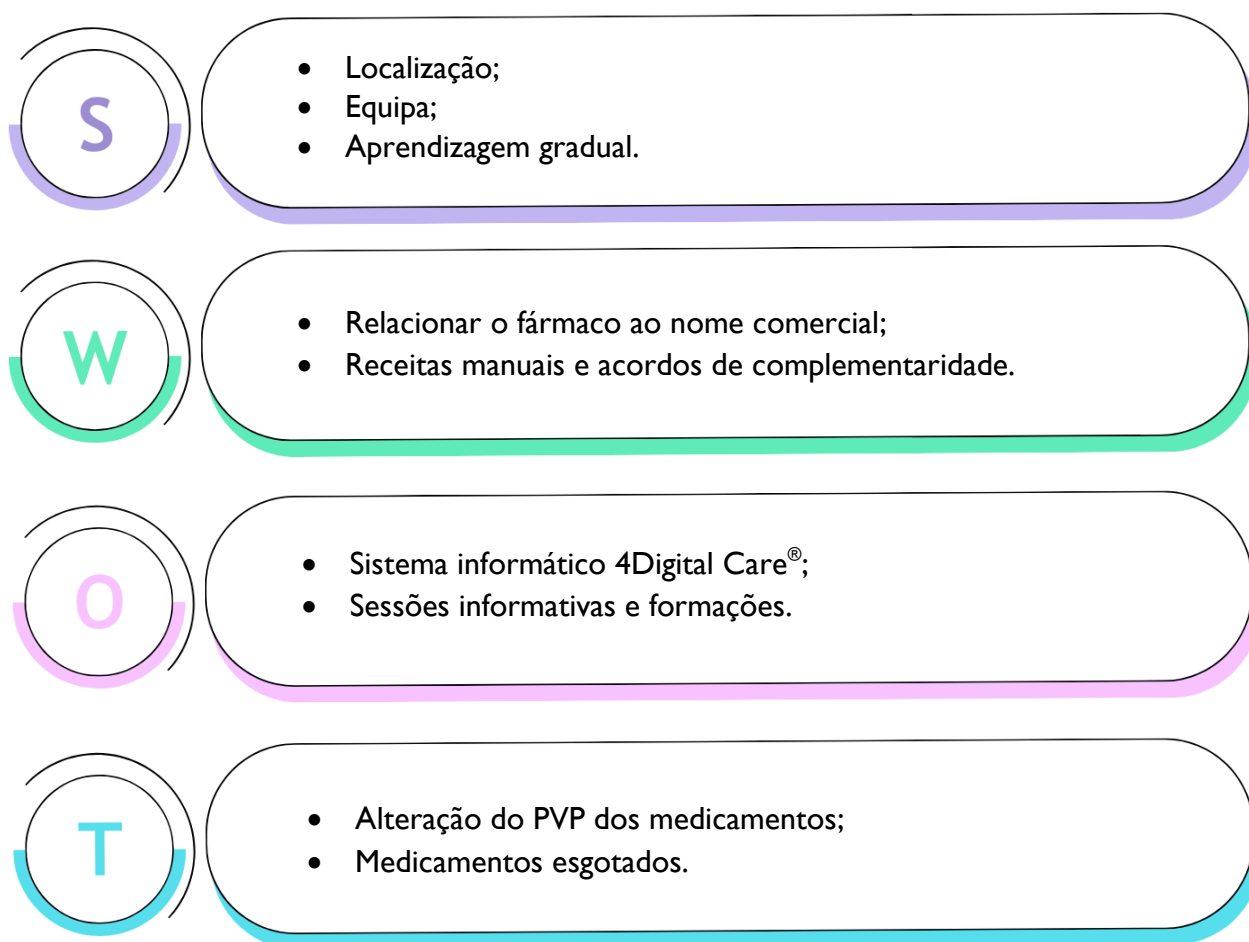 S
• Localização;
• Equipa;
• Aprendizagem gradual.
W
• Relacionar o fármaco ao nome comercial;
• Receitas manuais e acordos de complementaridade.
O
• Sistema informático 4Digital Care®;
• Sessões informativas e formações.
T
• Alteração do PVP dos medicamentos;
• Medicamentos esgotados.